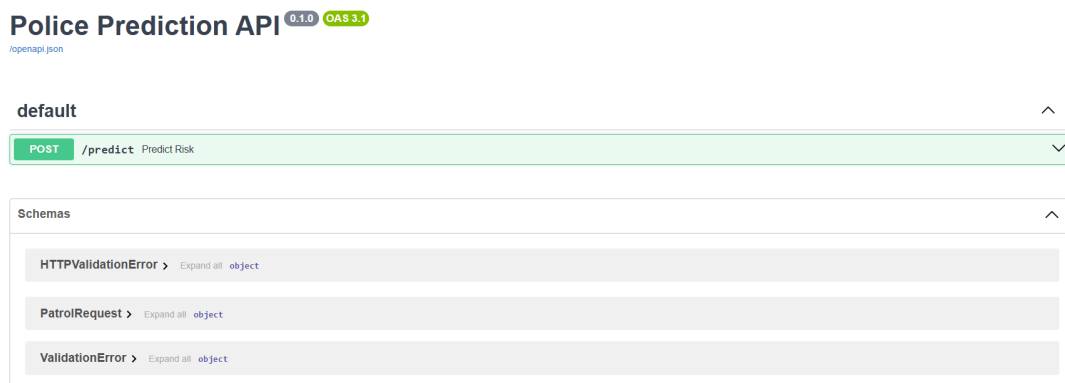 Police Prediction API 0.1.0 OAS 3.1
/openapi.json
default
POST /predict Predict Risk
Schemas
HTTPValidationError Expand all object
PatrolRequest Expand all object
ValidationError Expand all object